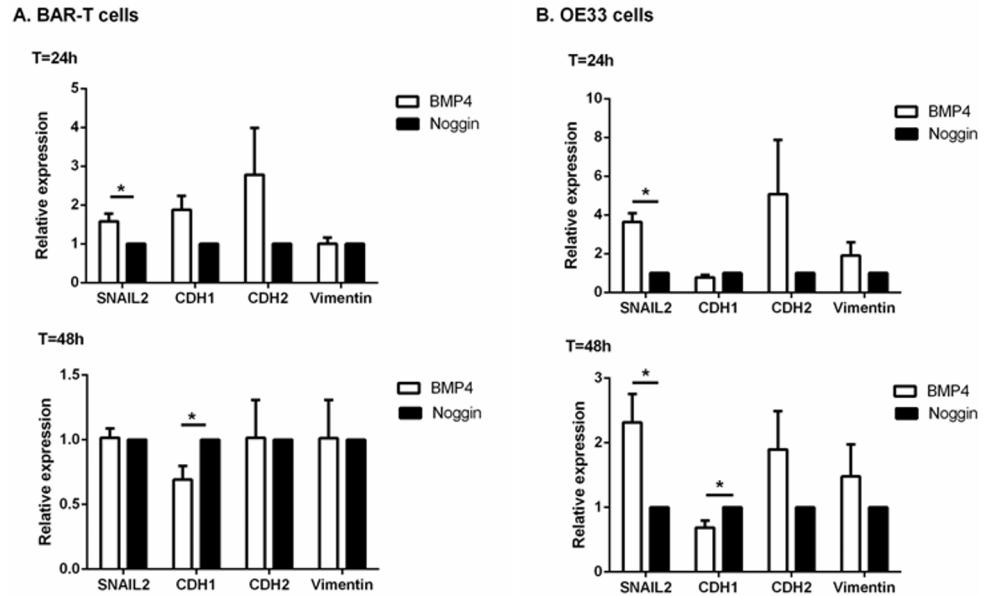 A. BAR-T cells
T=24h
Relative expression
5
4
3
2
1
0
*
SNAIL2 CDH1 CDH2 Vimentin
BMP4
Noggin
T=48h
Relative expression
1.5
1.0
0.5
0.0
*
SNAIL2 CDH1 CDH2 Vimentin
BMP4
Noggin
B. OE33 cells
T=24h
Relative expression
10
8
6
4
2
0
*
SNAIL2 CDH1 CDH2 Vimentin
BMP4
Noggin
T=48h
Relative expression
3
2
1
0
*
*
SNAIL2 CDH1 CDH2 Vimentin
BMP4
Noggin